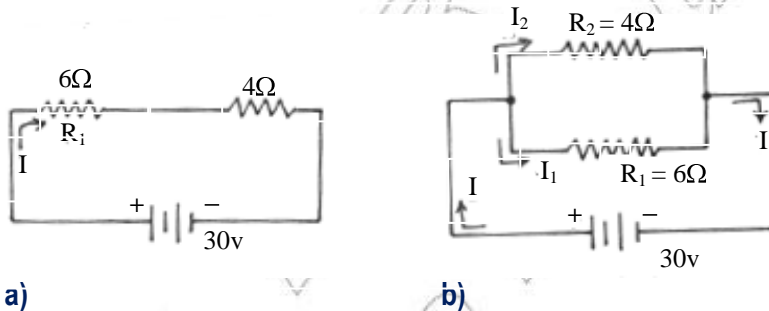 6Ω
4Ω
R₁
I
+ −
30v
a)
I₂
R₂ = 4Ω
I₁
R₁ = 6Ω
I
I
+ −
30v
b)